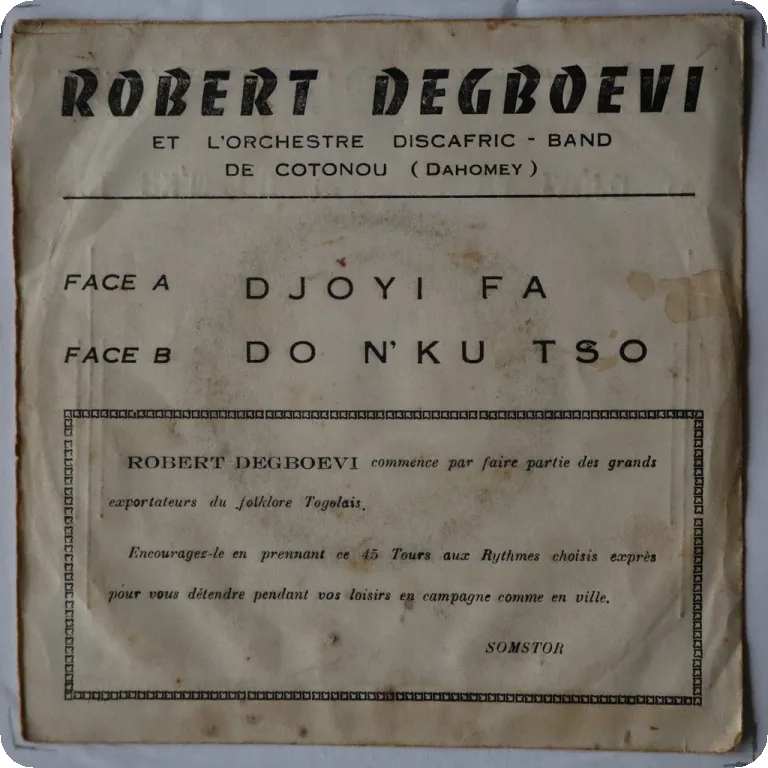 ROBERT DEGBOEVI
ET L'ORCHESTRE DISCAFRIC - BAND
DE COTONOU (DAHOMEY)
FACE A DJOYI FA
FACE B DO N'KU TSO
ROBERT DEGBOEVI commence par faire partie des grands
exportateurs du folklore Togolais.
Encouragez-le en prennant ce 45 Tours aux Rythmes choisis exprès
pour vous détendre pendant vos loisirs en campagne comme en ville.
SOMSTOR